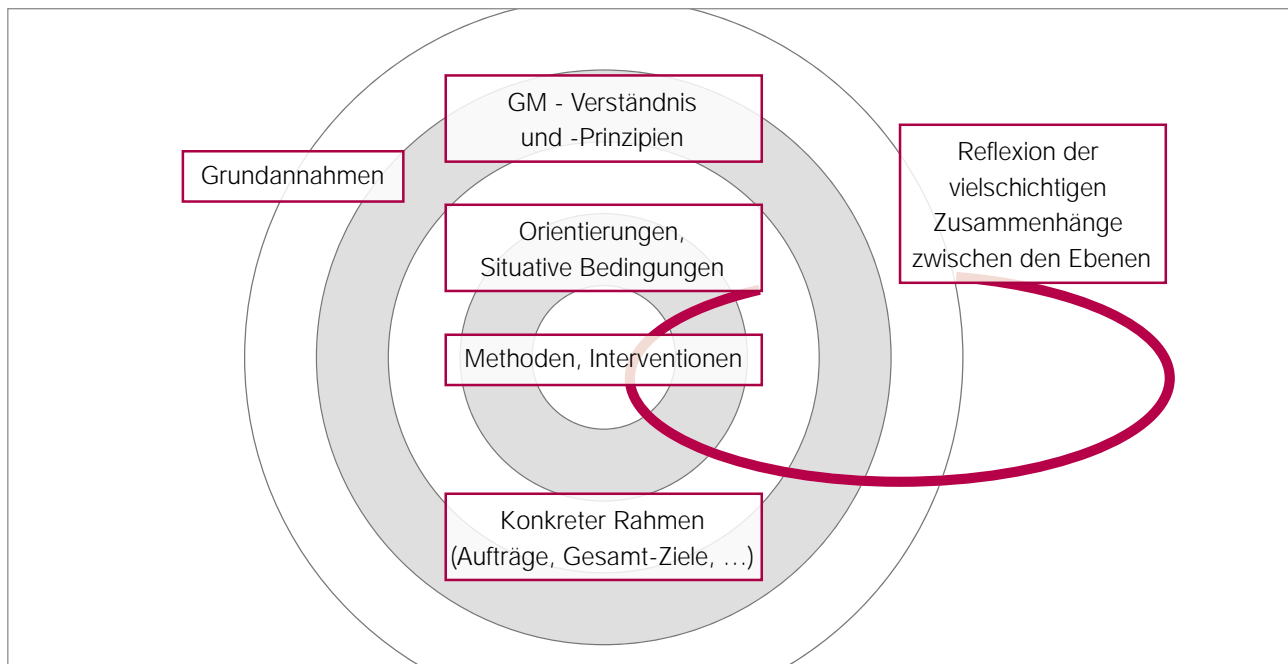 GM - Verständnis
und -Prinzipien
Grundannahmen
Reflexion der
vielschichtigen
Zusammenhänge
zwischen den Ebenen
Orientierungen,
Situative Bedingungen
Methoden, Interventionen
Konkreter Rahmen
(Aufträge, Gesamt-Ziele, …)